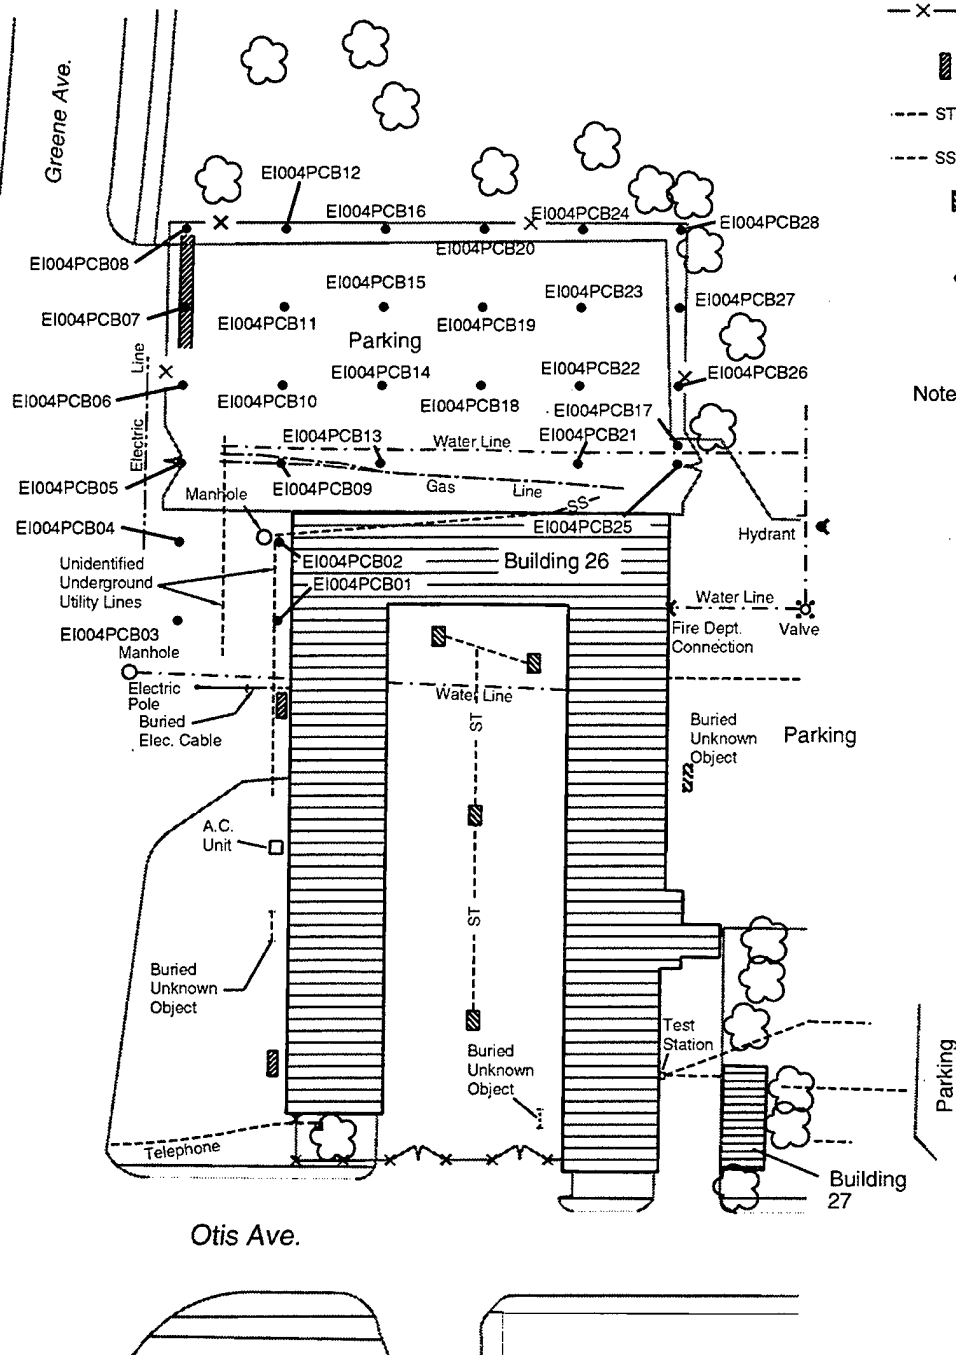 Greene Ave.
ST
SS
EI004PCB12
EI004PCB16
EI004PCB24
EI004PCB28
EI004PCB20
EI004PCB08
EI004PCB15
EI004PCB23
EI004PCB27
EI004PCB07
EI004PCB11
EI004PCB19
Parking
Line
EI004PCB14
EI004PCB22
EI004PCB26
Note
EI004PCB06
EI004PCB10
EI004PCB18
EI004PCB17
Electric
EI004PCB13
Water Line
EI004PCB21
EI004PCB05
EI004PCB09
Gas Line
Manhole
SS
EI004PCB04
EI004PCB25
Hydrant
Unidentified
Underground
Utility Lines
EI004PCB02
Building 26
EI004PCB01
Water Line
EI004PCB03
Fire Dept.
Connection
Valve
Manhole
Electric
Pole
Water Line
Buried
Elec. Cable
ST
Buried
Unknown
Object
Parking
A.C.
Unit
ST
Buried
Unknown
Object
Test
Station
Buried
Unknown
Object
Parking
Telephone
Building
27
Otis Ave.